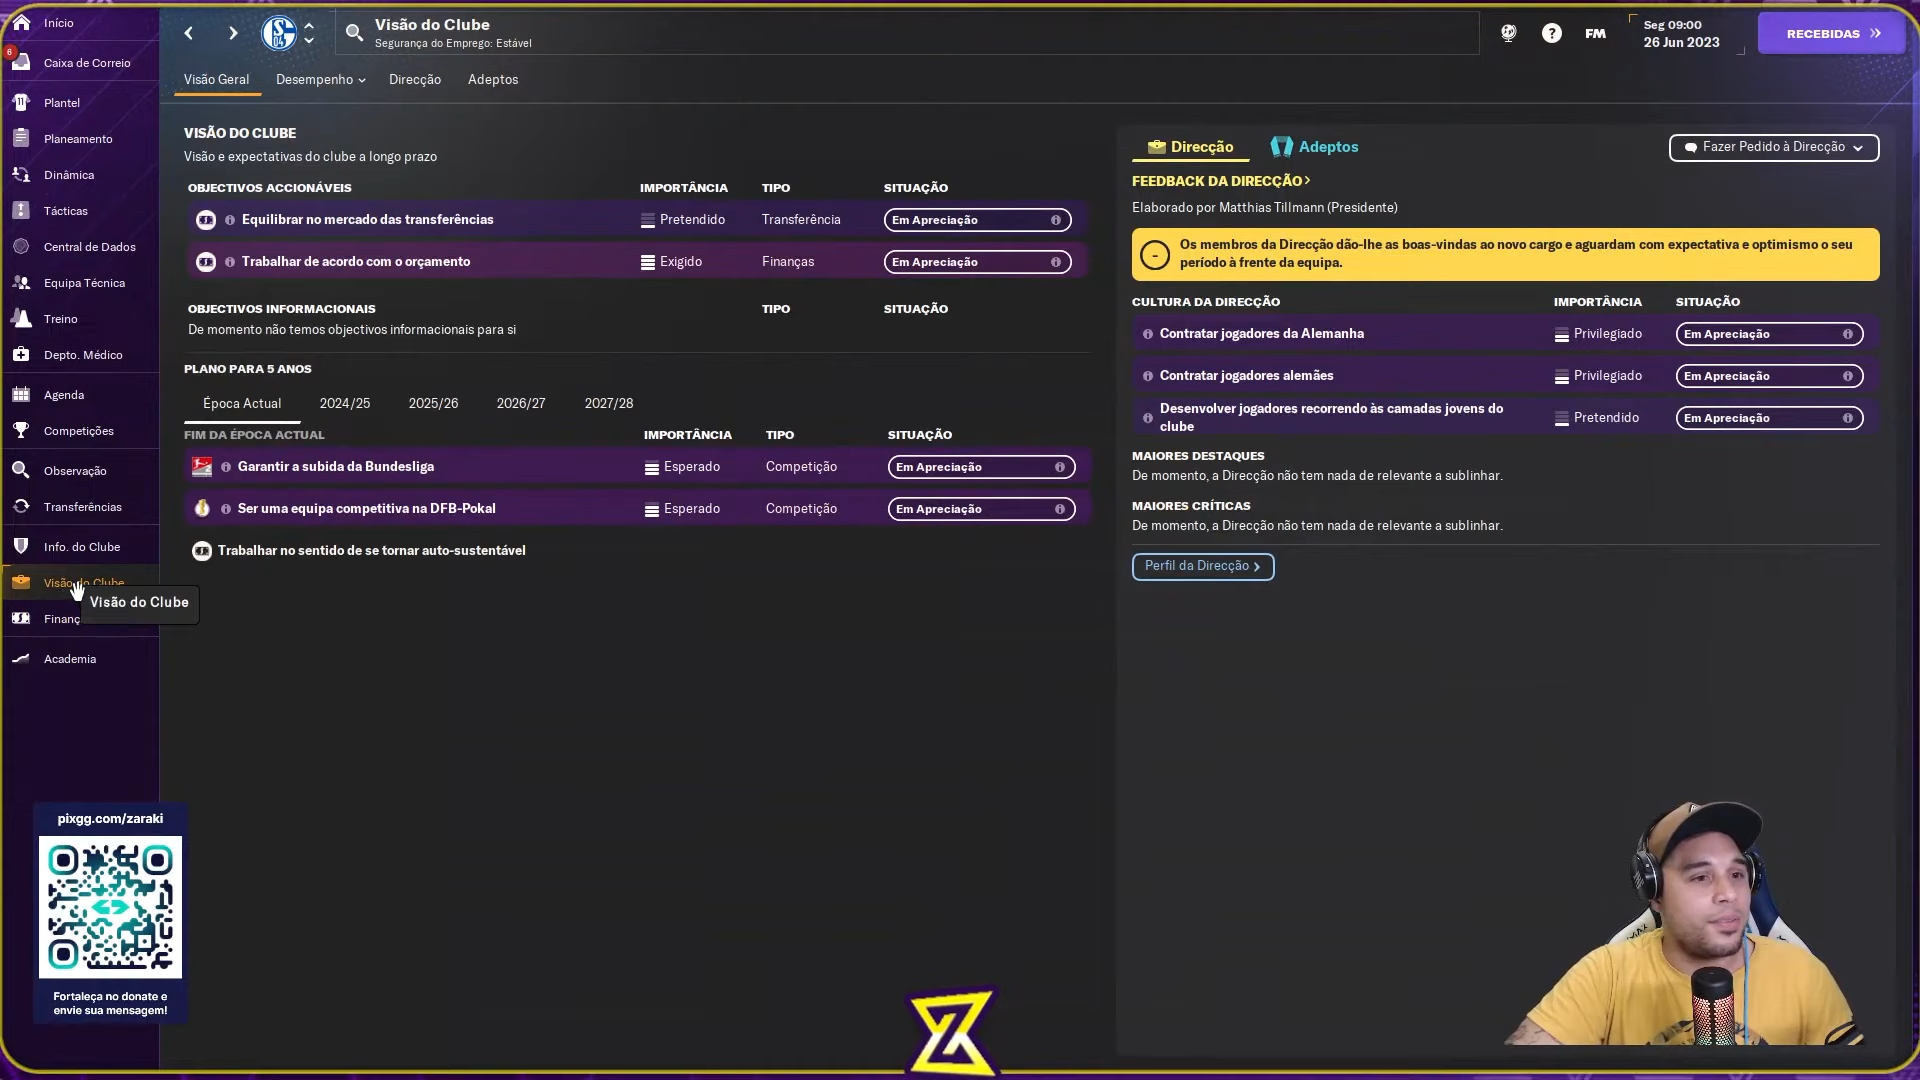 Início
6
Caixa de Correio
Plantel
Planeamento
Dinâmica
Tácticas
Central de Dados
Equipa Técnica
Treino
Depto. Médico
Agenda
Competições
Observação
Transferências
Info. do Clube
Visão do Clube
Visão do Clube
Finanç
Academia
Visão do Clube
Segurança do Emprego: Estável
FM
Seg 09:00
26 Jun 2023
RECEBIDAS
Visão Geral
Desempenho
Direcção
Adeptos
VISÃO DO CLUBE
Visão e expectativas do clube a longo prazo
OBJECTIVOS ACCIONÁVEIS IMPORTÂNCIA TIPO SITUAÇÃO
Equilibrar no mercado das transferências Pretendido Transferência Em Apreciação
Trabalhar de acordo com o orçamento Exigido Finanças Em Apreciação
OBJECTIVOS INFORMACIONAIS TIPO SITUAÇÃO
De momento não temos objectivos informacionais para si
PLANO PARA 5 ANOS
Época Actual 2024/25 2025/26 2026/27 2027/28
FIM DA ÉPOCA ACTUAL IMPORTÂNCIA TIPO SITUAÇÃO
Garantir a subida da Bundesliga Esperado Competição Em Apreciação
Ser uma equipa competitiva na DFB-Pokal Esperado Competição Em Apreciação
Trabalhar no sentido de se tornar auto-sustentável
Direcção
Adeptos
Fazer Pedido à Direcção
FEEDBACK DA DIRECÇÃO
Elaborado por Matthias Tillmann (Presidente)
Os membros da Direcção dão-lhe as boas-vindas ao novo cargo e aguardam com expectativa e optimismo o seu
período à frente da equipa.
CULTURA DA DIRECÇÃO IMPORTÂNCIA SITUAÇÃO
Contratar jogadores da Alemanha Privilegiado Em Apreciação
Contratar jogadores alemães Privilegiado Em Apreciação
Desenvolver jogadores recorrendo às camadas jovens do
clube Pretendido Em Apreciação
MAIORES DESTAQUES
De momento, a Direcção não tem nada de relevante a sublinhar.
MAIORES CRÍTICAS
De momento, a Direcção não tem nada de relevante a sublinhar.
Perfil da Direcção
pixgg.com/zaraki
Fortaleça no donate e
envie sua mensagem!